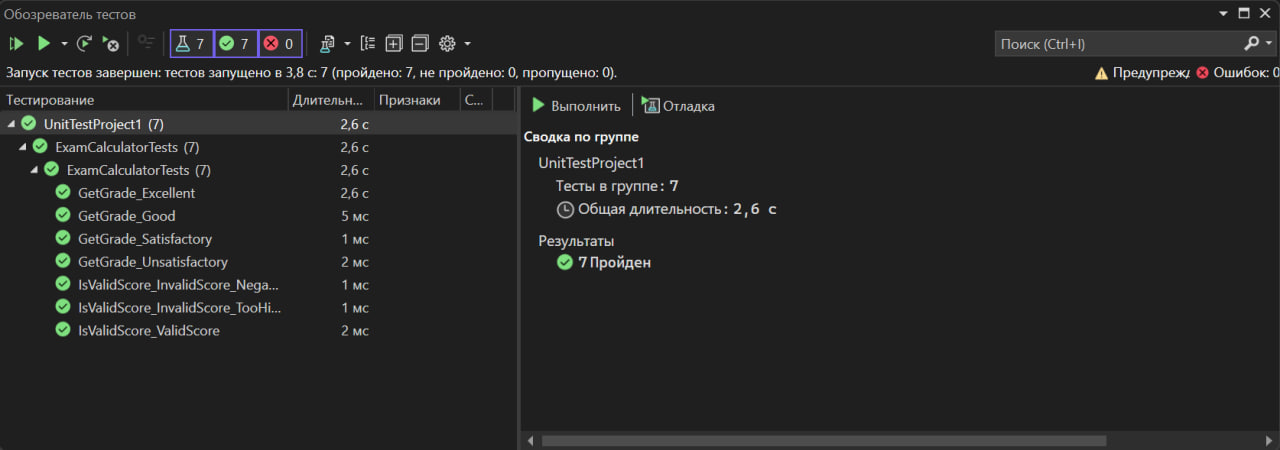 Обозреватель тестов
7 7 0
Поиск (Ctrl+I)
Запуск тестов завершен: тестов запущено в 3,8 с: 7 (пройдено: 7, не пройдено: 0, пропущено: 0).
Предупрежд
Ошибок: 0
Тестирование Длительн... Признаки С...
UnitTestProject1 (7) 2,6 с
ExamCalculatorTests (7) 2,6 с
ExamCalculatorTests (7) 2,6 с
GetGrade_Excellent 2,6 с
GetGrade_Good 5 мс
GetGrade_Satisfactory 1 мс
GetGrade_Unsatisfactory 2 мс
IsValidScore_InvalidScore_Nega... 1 мс
IsValidScore_InvalidScore_TooHi... 1 мс
IsValidScore_ValidScore 2 мс
Выполнить Отладка
Сводка по группе
UnitTestProject1
Тесты в группе: 7
Общая длительность: 2,6 с
Результаты
7 Пройден